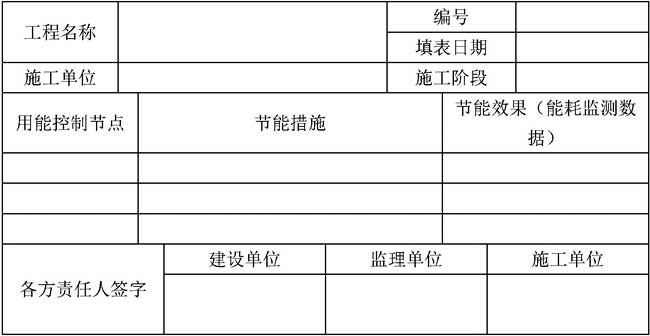 工程名称
编号
填表日期
施工单位
施工阶段
用能控制节点
节能措施
节能效果（能耗监测数
据）
各方责任人签字
建设单位
监理单位
施工单位